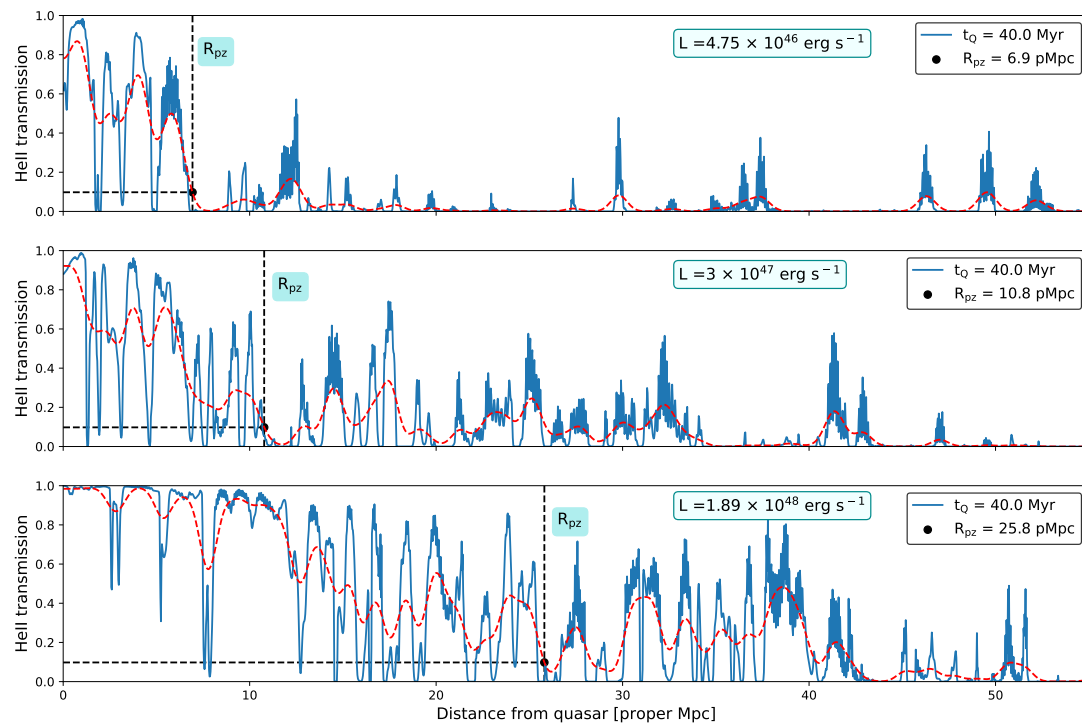 1.0
0.8
0.6
0.4
0.2
0.0
HeII transmission
R_pz
L =4.75 × 10^46 erg s^−1
t_Q = 40.0 Myr
R_pz = 6.9 pMpc
1.0
0.8
0.6
0.4
0.2
0.0
HeII transmission
R_pz
L =3 × 10^47 erg s^−1
t_Q = 40.0 Myr
R_pz = 10.8 pMpc
1.0
0.8
0.6
0.4
0.2
0.0
HeII transmission
R_pz
L =1.89 × 10^48 erg s^−1
t_Q = 40.0 Myr
R_pz = 25.8 pMpc
0 10 20 30 40 50
Distance from quasar [proper Mpc]